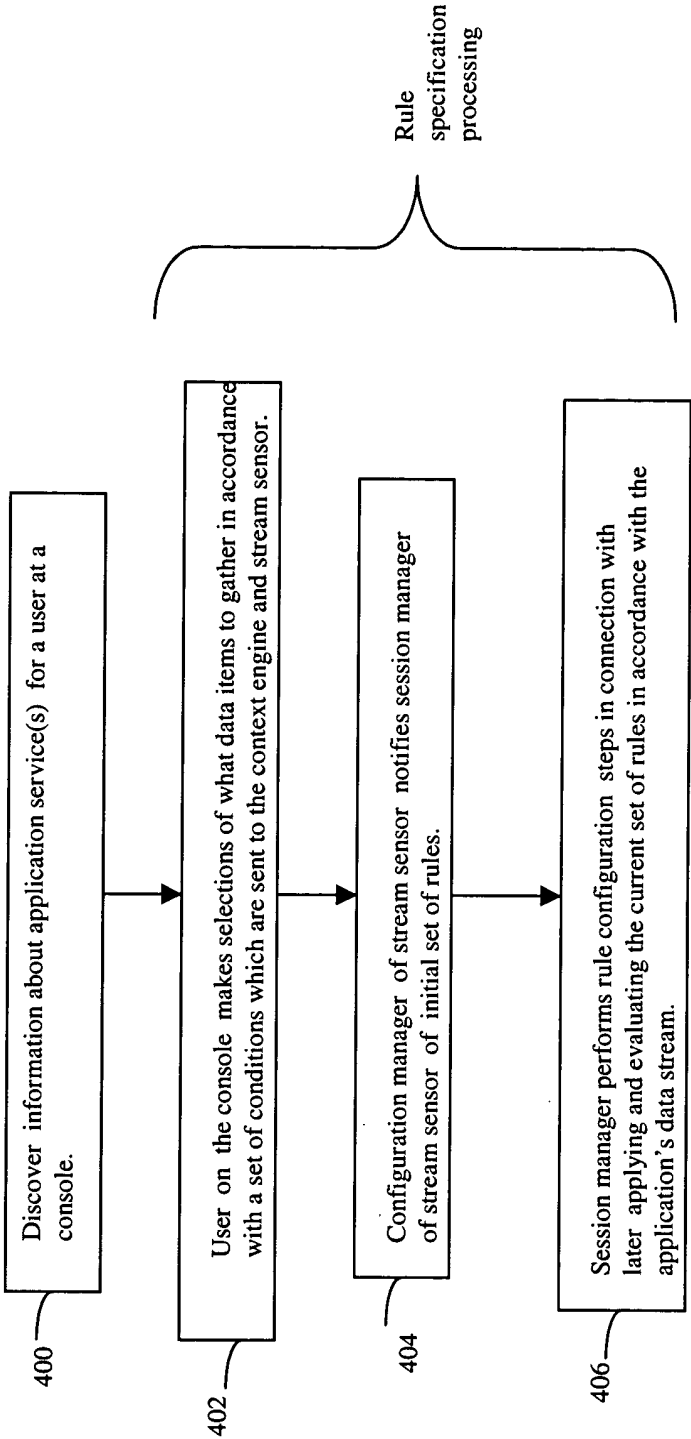 400
Discover information about application service(s) for a user at a
console.
402
User on the console makes selections of what data items to gather in accordance
with a set of conditions which are sent to the context engine and stream sensor.
404
Configuration manager of stream sensor notifies session manager
of stream sensor of initial set of rules.
406
Session manager performs rule configuration steps in connection with
later applying and evaluating the current set of rules in accordance with the
application's data stream.
Rule
specification
processing